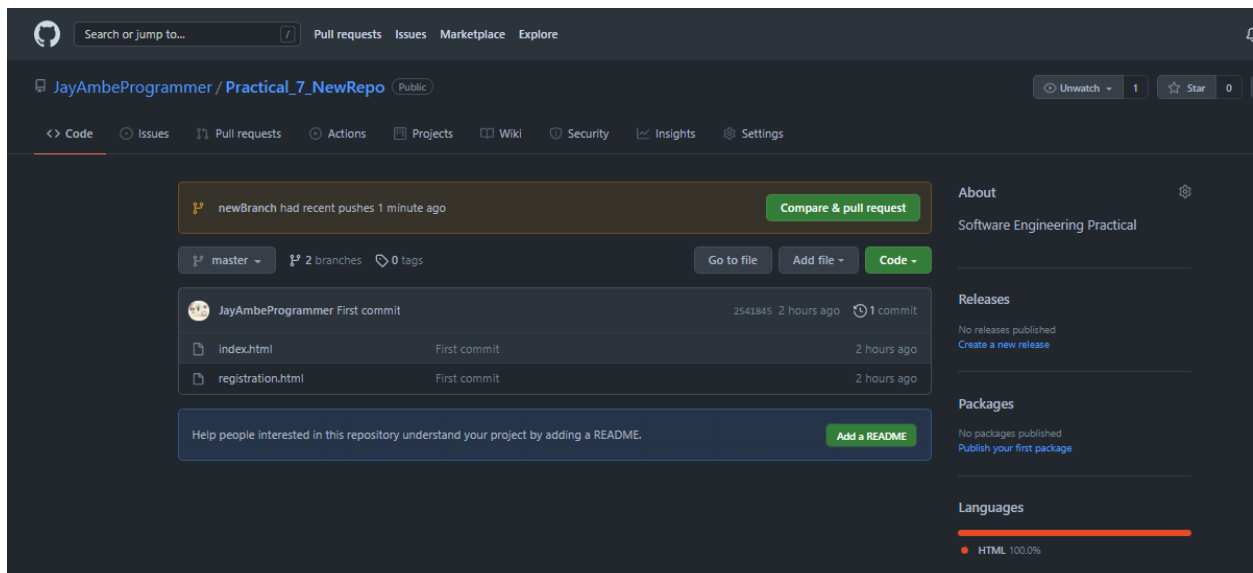 Search or jump to... / Pull requests Issues Marketplace Explore
JayAmbeProgrammer / Practical_7_NewRepo Public Unwatch 1 Star 0
<> Code Issues Pull requests Actions Projects Wiki Security Insights Settings
newBranch had recent pushes 1 minute ago Compare & pull request
master 2 branches 0 tags Go to file Add file Code
JayAmbeProgrammer First commit 2541845 2 hours ago 1 commit
index.html First commit 2 hours ago
registration.html First commit 2 hours ago
Help people interested in this repository understand your project by adding a README. Add a README
About
Software Engineering Practical
Releases
No releases published
Create a new release
Packages
No packages published
Publish your first package
Languages
HTML 100.0%